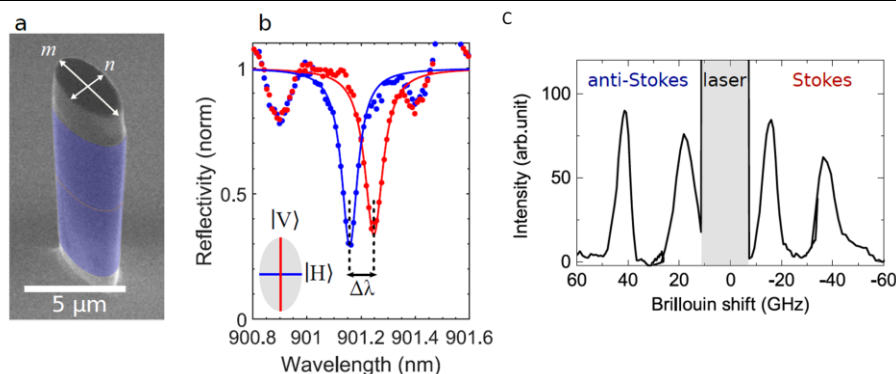 a
m
n
5 µm
b
Reflectivity (norm)
1
0.5
0
|V⟩
|H⟩
Δλ
900.8 901 901.2 901.4 901.6
Wavelength (nm)
c
anti-Stokes laser Stokes
Intensity (arb.unit)
100
50
0
60 40 20 0 -20 -40 -60
Brillouin shift (GHz)